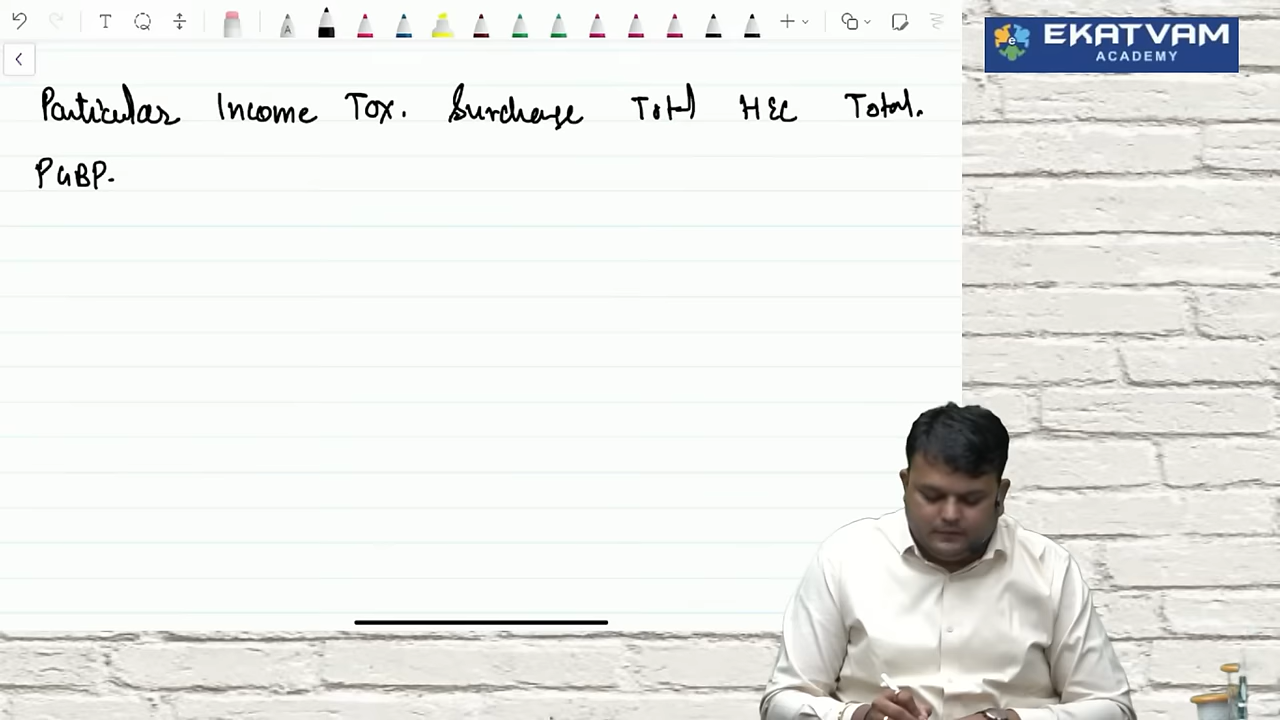 EKATVAM
ACADEMY
Particular Income Tax. Surcharge Total HEC Total.
PGBP.